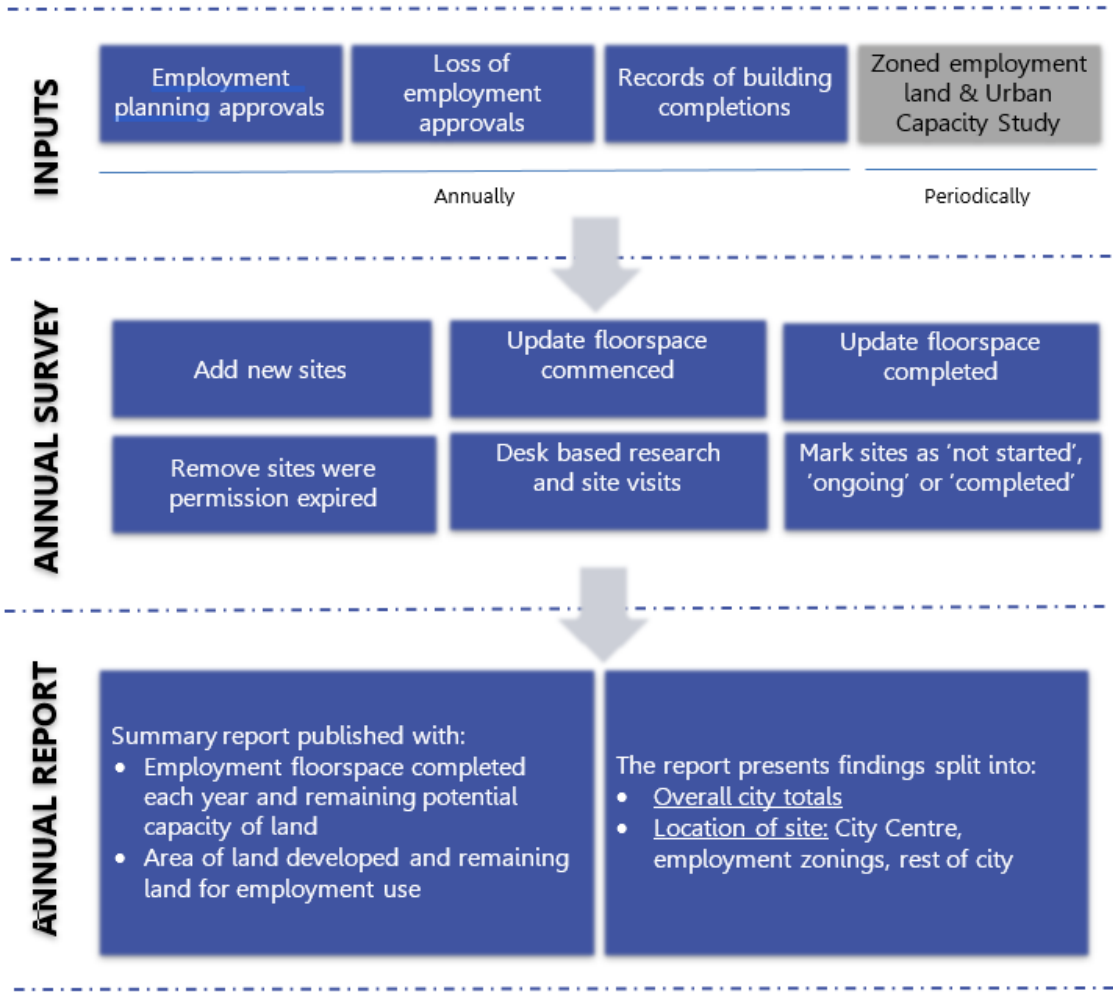 INPUTS
Employment
planning approvals
Loss of
employment
approvals
Records of building
completions
Zoned employment
land & Urban
Capacity Study
Annually
Periodically
ANNUAL SURVEY
Add new sites
Update floorspace
commenced
Update floorspace
completed
Remove sites were
permission expired
Desk based research
and site visits
Mark sites as ‘not started’,
‘ongoing’ or ‘completed’
ANNUAL REPORT
Summary report published with:
• Employment floorspace completed
each year and remaining potential
capacity of land
• Area of land developed and remaining
land for employment use
The report presents findings split into:
• Overall city totals
• Location of site: City Centre,
employment zonings, rest of city